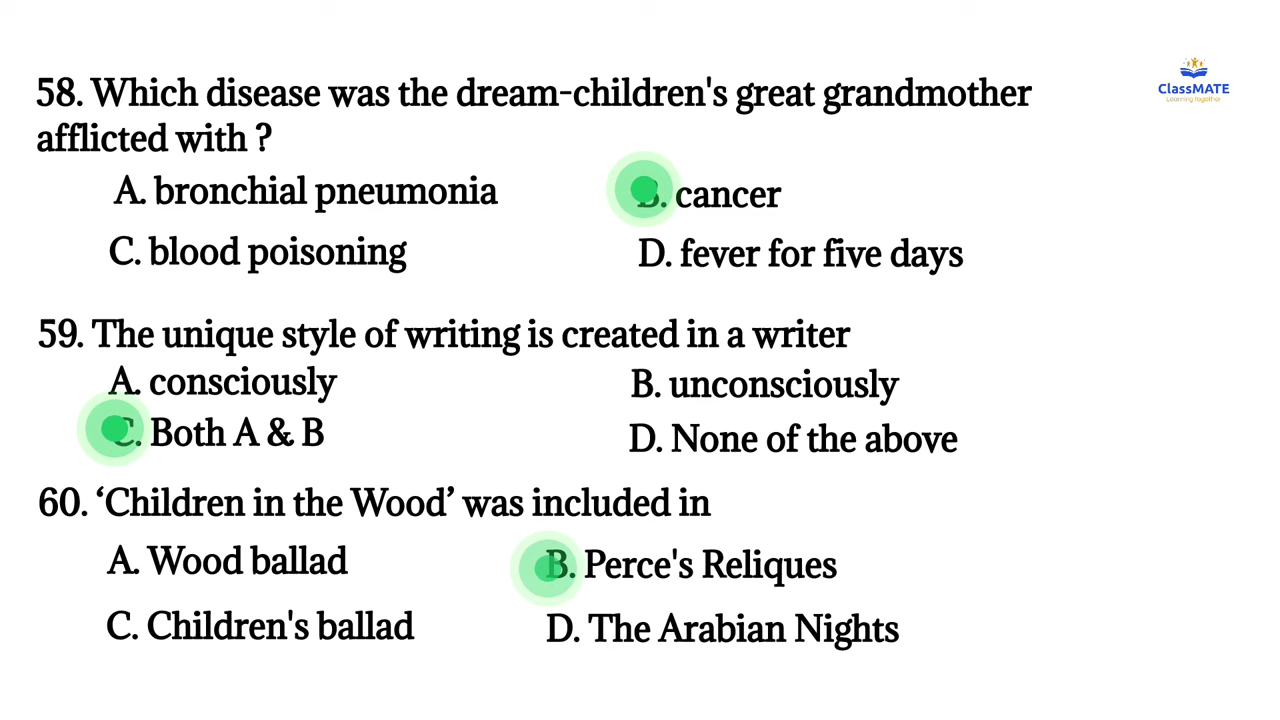 58. Which disease was the dream-children's great grandmother
afflicted with ?
A. bronchial pneumonia
B. cancer
C. blood poisoning
D. fever for five days
59. The unique style of writing is created in a writer
A. consciously
B. unconsciously
C. Both A & B
D. None of the above
60. ‘Children in the Wood’ was included in
A. Wood ballad
B. Perce's Reliques
C. Children's ballad
D. The Arabian Nights
ClassMATE
Learning together